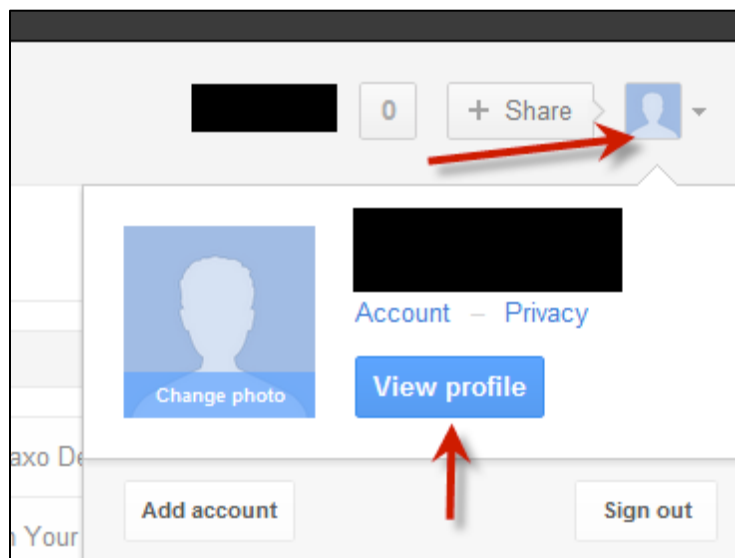 0
+ Share
Account – Privacy
Change photo
View profile
axo De
Add account
Sign out
n Your